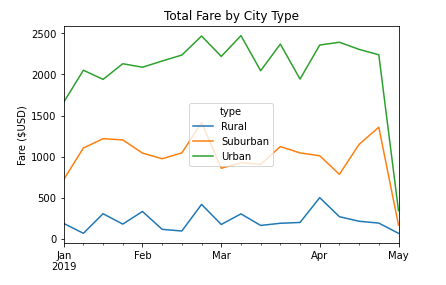 Total Fare by City Type
Fare ($USD)
2500
2000
1500
1000
500
0
type
Rural
Suburban
Urban
Jan
2019
Feb
Mar
Apr
May